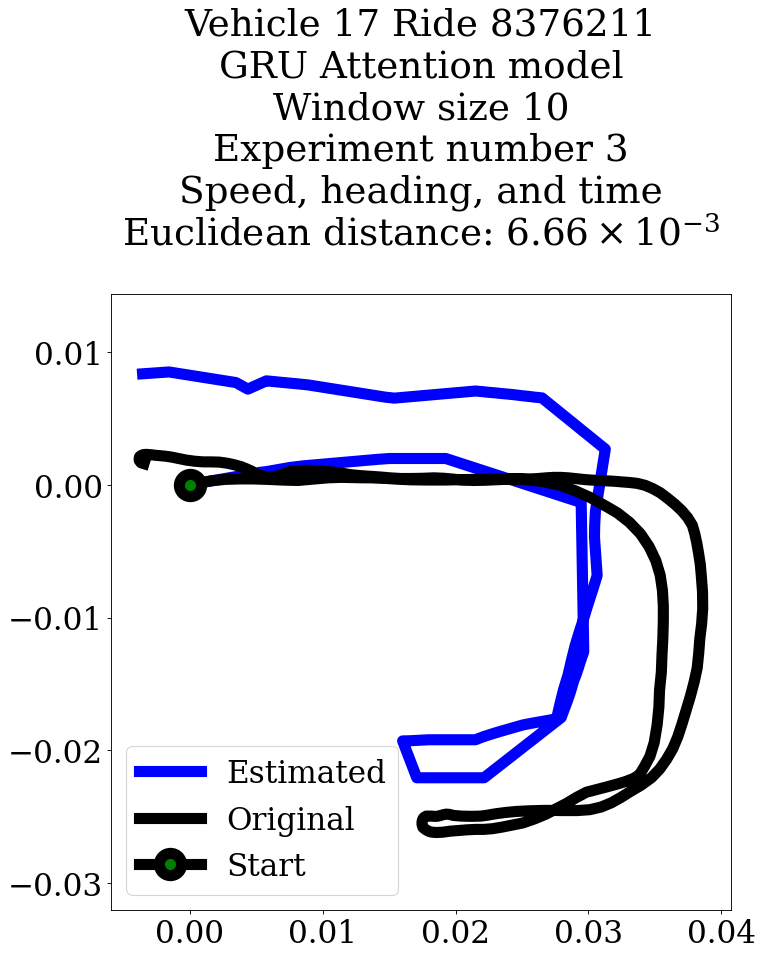 Vehicle 17 Ride 8376211
GRU Attention model
Window size 10
Experiment number 3
Speed, heading, and time
Euclidean distance: 6.66 × 10⁻³
0.01
0.00
−0.01
−0.02
−0.03
Estimated
Original
Start
0.00 0.01 0.02 0.03 0.04